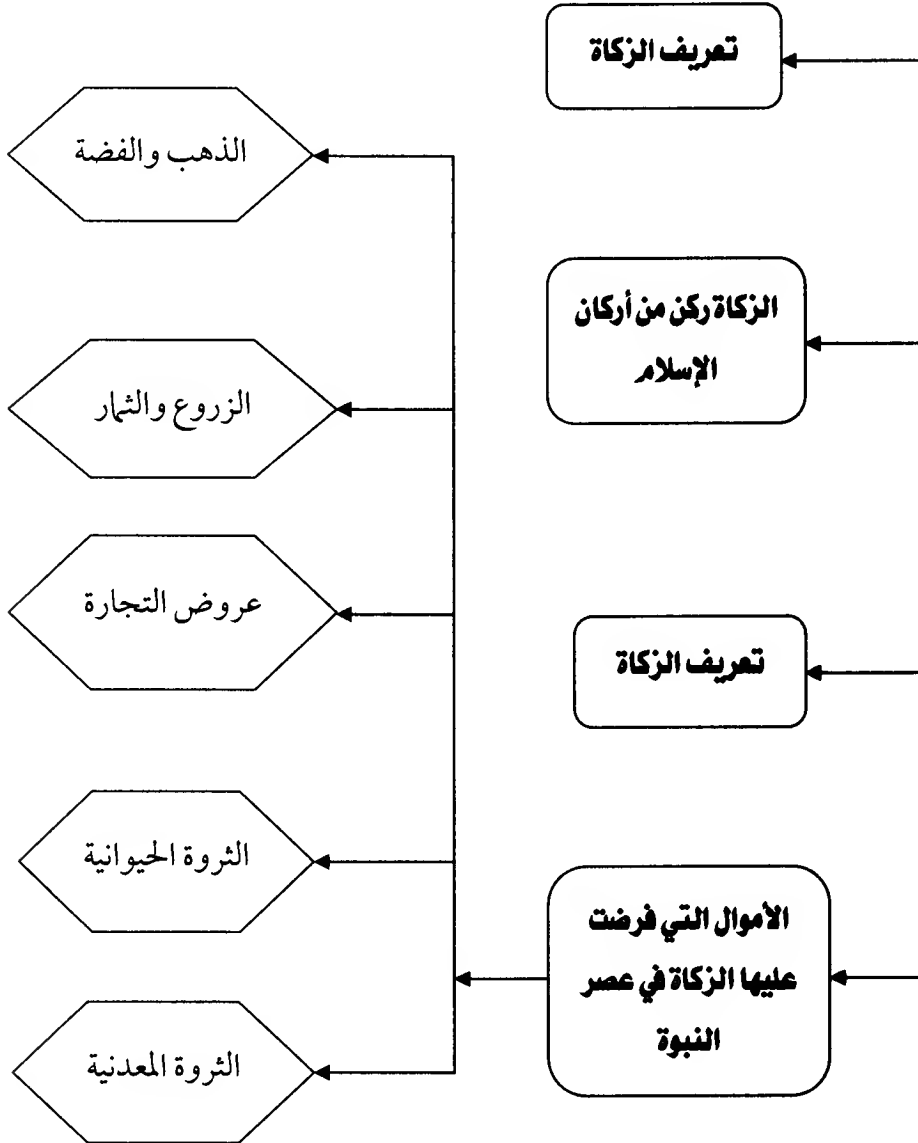 تعريف الزكاة
الزكاة ركن من أركان
الإسلام
تعريف الزكاة
الأموال التي فرضت
عليها الزكاة في عصر
النبوة
الذهب والفضة
الزروع والثمار
عروض التجارة
الثروة الحيوانية
الثروة المعدنية